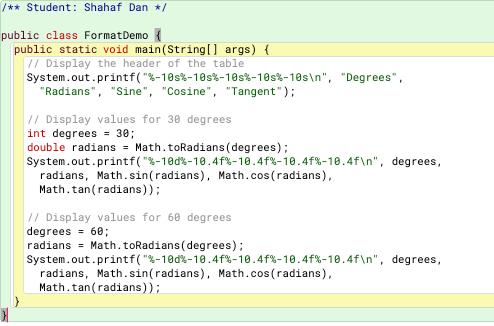 /** Student: Shahaf Dan */
public class FormatDemo {
public static void main(String[] args) {
// Display the header of the table
System.out.printf("%-10s%-10s%-10s%-10s%-10s\n", "Degrees",
"Radians", "Sine", "Cosine", "Tangent");
// Display values for 30 degrees
int degrees = 30;
double radians = Math.toRadians(degrees);
System.out.printf("%-10d%-10.4f%-10.4f%-10.4f%-10.4f\n", degrees,
radians, Math.sin(radians), Math.cos(radians),
Math.tan(radians));
// Display values for 60 degrees
degrees = 60;
radians = Math.toRadians(degrees);
System.out.printf("%-10d%-10.4f%-10.4f%-10.4f%-10.4f\n", degrees,
radians, Math.sin(radians), Math.cos(radians),
Math.tan(radians));
}
}